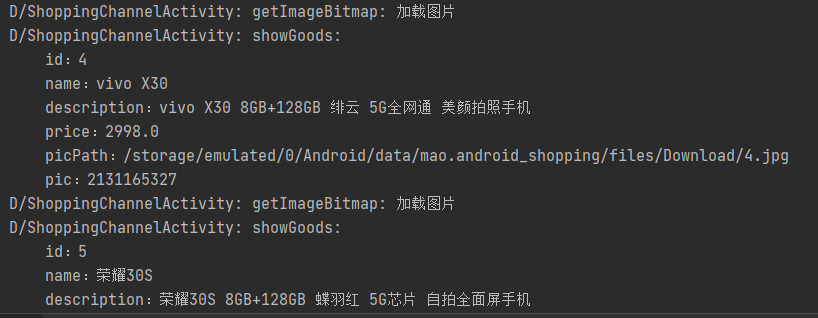 D/ShoppingChannelActivity: getImageBitmap: 加载图片
D/ShoppingChannelActivity: showGoods:
id：4
name：vivo X30
description：vivo X30 8GB+128GB 绯云 5G全网通 美颜拍照手机
price：2998.0
picPath：/storage/emulated/0/Android/data/mao.android_shopping/files/Download/4.jpg
pic：2131165327
D/ShoppingChannelActivity: getImageBitmap: 加载图片
D/ShoppingChannelActivity: showGoods:
id：5
name：荣耀30S
description：荣耀30S 8GB+128GB 蝶羽红 5G芯片 自拍全面屏手机